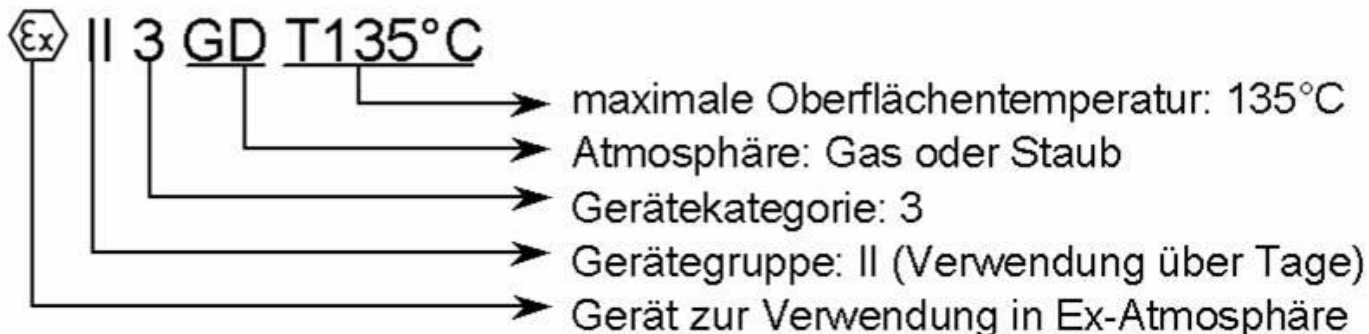 Ex II 3 GD T135°C
maximale Oberflächentemperatur: 135°C
Atmosphäre: Gas oder Staub
Gerätekategorie: 3
Gerätegruppe: II (Verwendung über Tage)
Gerät zur Verwendung in Ex-Atmosphäre